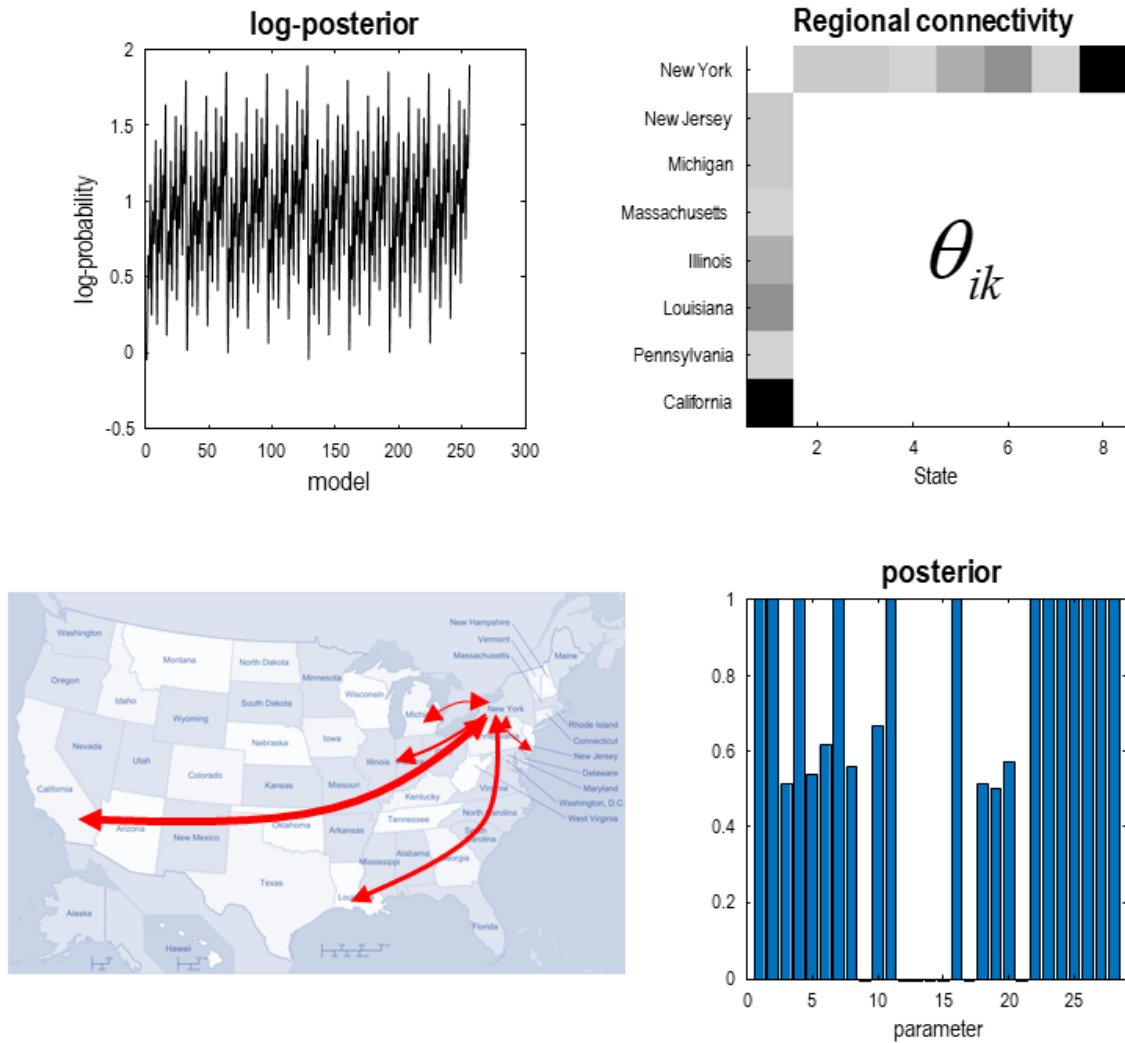 log-posterior
2
1.5
1
0.5
0
-0.5
log-probability
0
50
100
150
200
250
300
model
Regional connectivity
New York
New Jersey
Michigan
Massachusetts
Illinois
Louisiana
Pennsylvania
California
θik
2
4
6
8
State
Washington
Oregon
California
Nevada
Idaho
Montana
Wyoming
Utah
Arizona
Colorado
New Mexico
North Dakota
South Dakota
Nebraska
Kansas
Oklahoma
Texas
Minnesota
Iowa
Missouri
Arkansas
Wisconsin
Illinois
Kentucky
Tennessee
Mississippi
Alabama
Georgia
Florida
South
Carolina
North Carolina
Virginia
New York
Maine
New Hampshire
Vermont
Massachusetts
Rhode Island
Connecticut
New Jersey
Delaware
Maryland
Washington, D.C.
West Virginia
Alaska
Hawaii
posterior
1
0.8
0.6
0.4
0.2
0
0
5
10
15
20
25
parameter